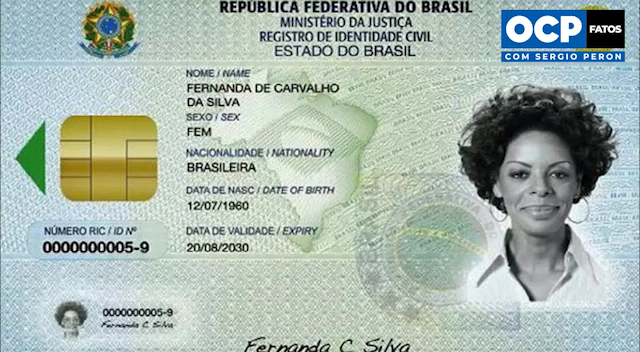 REPÚBLICA FEDERATIVA DO BRASIL
MINISTÉRIO DA JUSTIÇA
REGISTRO DE IDENTIDADE CIVIL
ESTADO DO BRASIL
OCP FATOS
COM SERGIO PERON
NOME / NAME
FERNANDA DE CARVALHO
DA SILVA
SEXO / SEX
FEM
NACIONALIDADE / NATIONALITY
BRASILEIRA
DATA DE NASC / DATE OF BIRTH
12/07/1960
NÚMERO RIC / ID Nº
0000000005-9
DATA DE VALIDADE / EXPIRY
20/08/2030
0000000005-9
Fernanda C Silva
Fernanda C. Silva